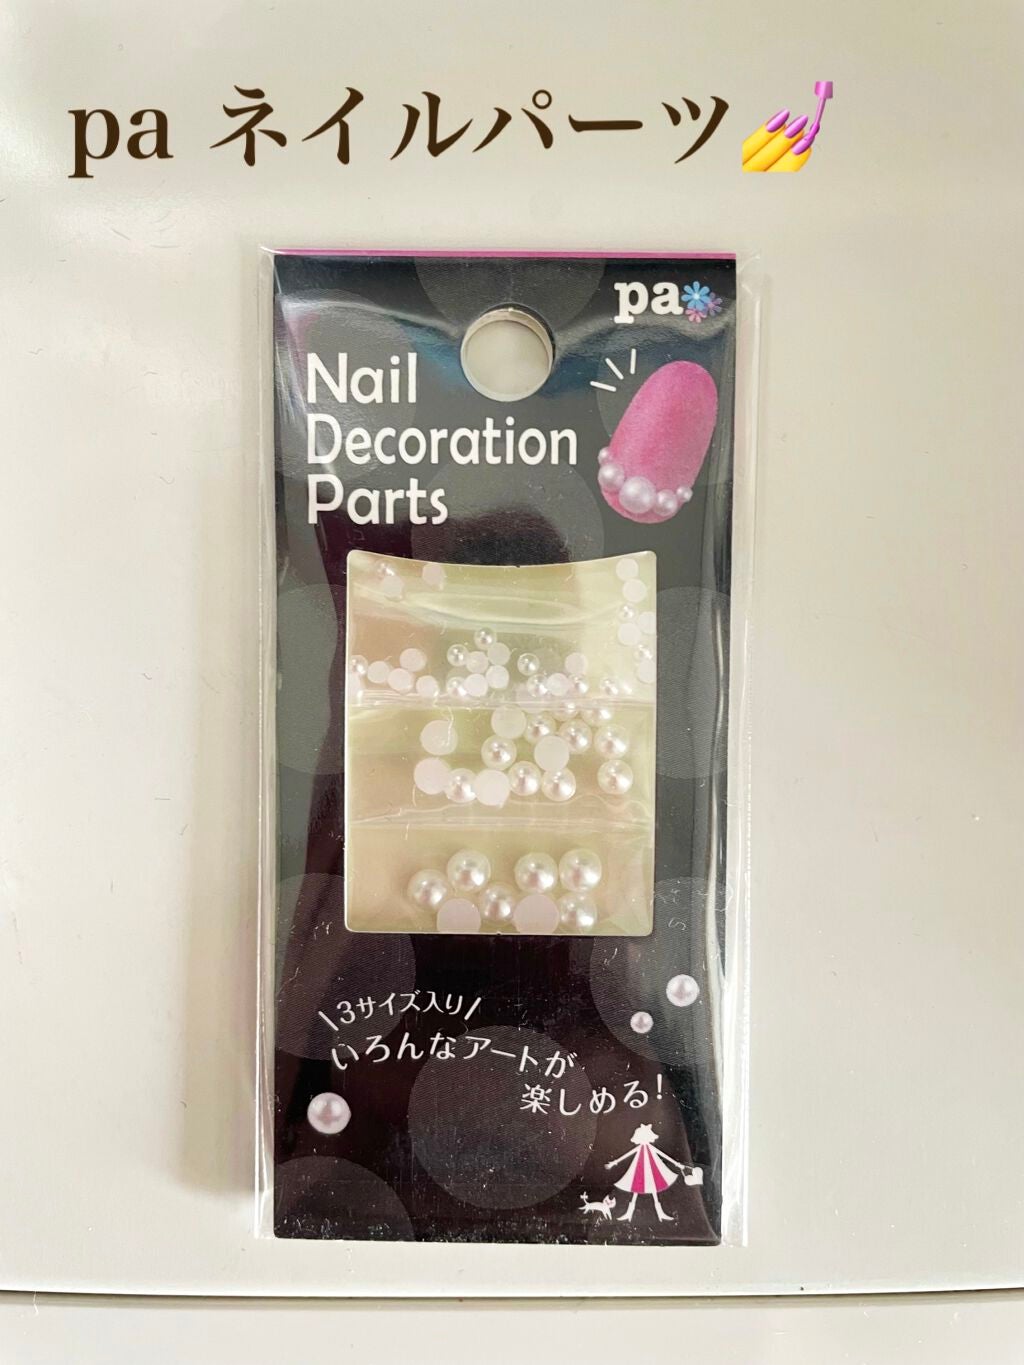 pa ネイルパーツ💅
pa
Nail
Decoration
Parts
\3サイズ入り/
いろんなアートが
楽しめる!